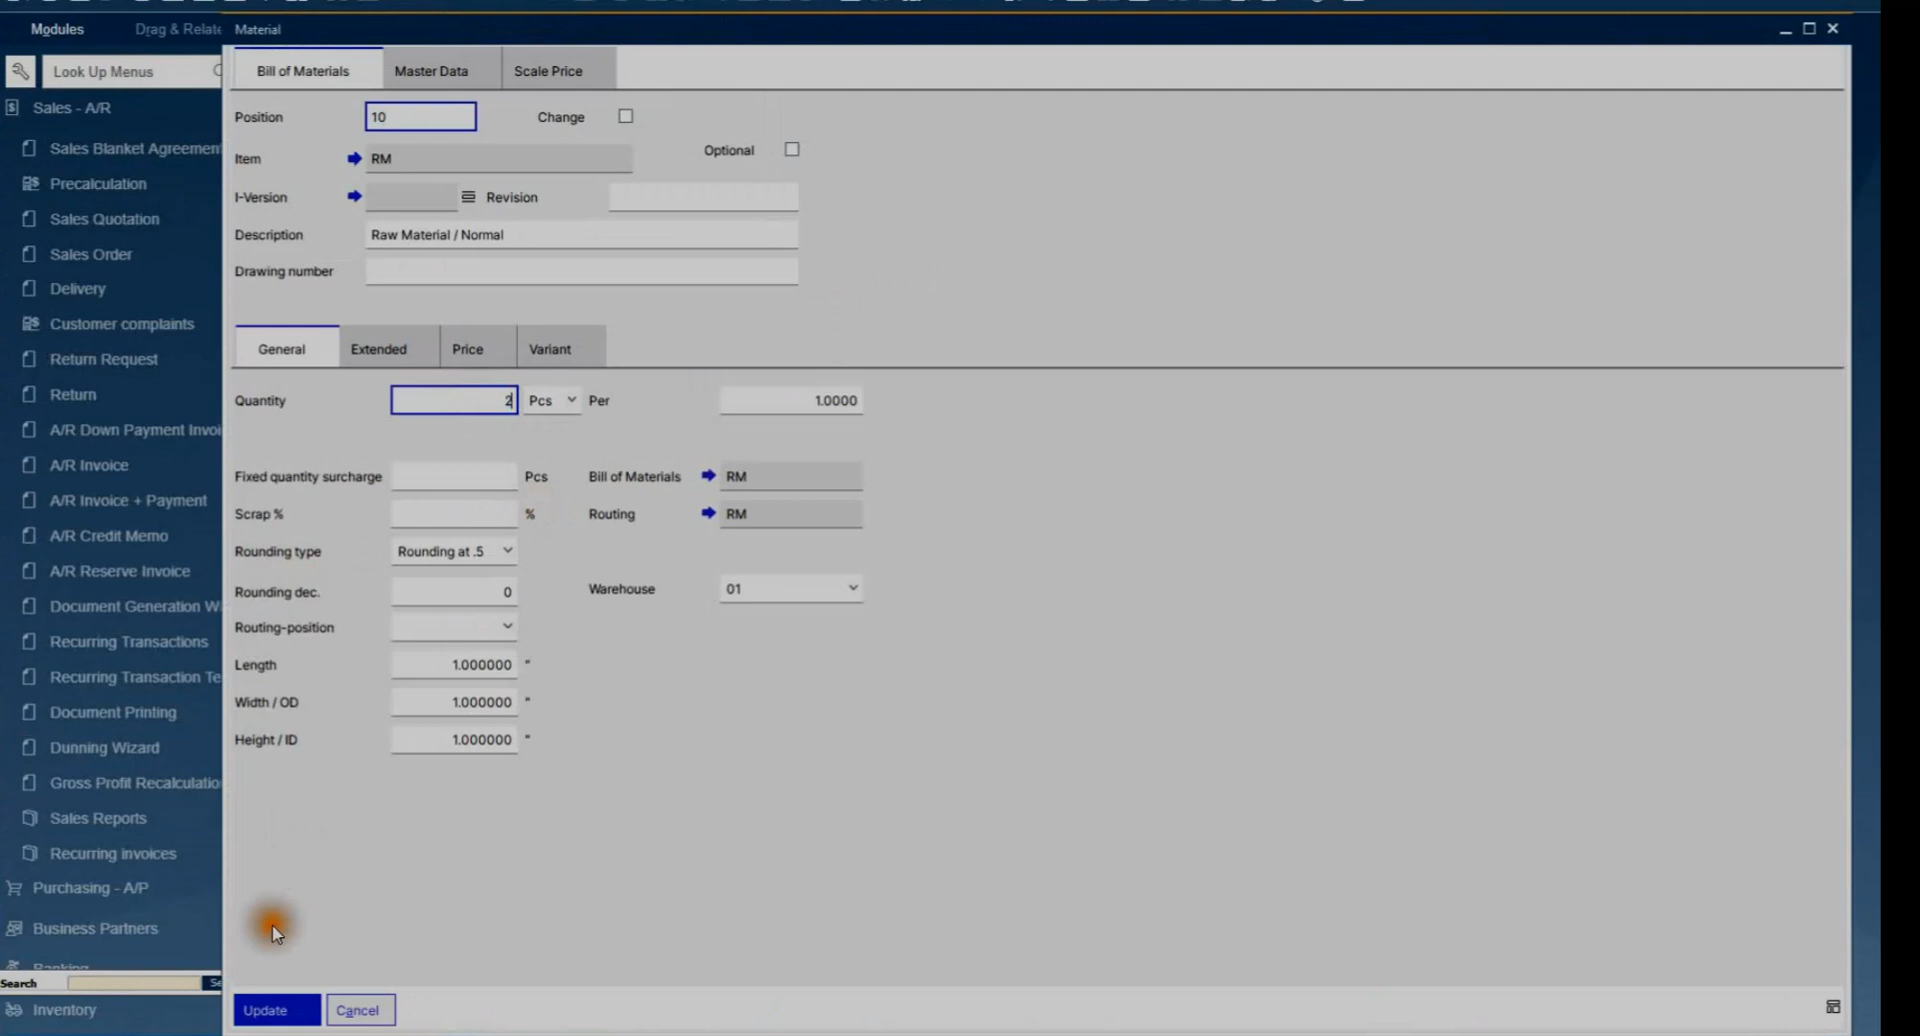 Modules
Drag & Relate
Material
Look Up Menus
Sales - A/R
Sales Blanket Agreement
Precalculation
Sales Quotation
Sales Order
Delivery
Customer complaints
Return Request
Return
A/R Down Payment Invoi
A/R Invoice
A/R Invoice + Payment
A/R Credit Memo
A/R Reserve Invoice
Document Generation W
Recurring Transactions
Recurring Transaction Te
Document Printing
Dunning Wizard
Gross Profit Recalculatio
Sales Reports
Recurring invoices
Purchasing - A/P
Business Partners
Banking
Search
Se
Inventory
Bill of Materials
Master Data
Scale Price
Position 10 Change
Item RM Optional
I-Version Revision
Description Raw Material / Normal
Drawing number
General
Extended
Price
Variant
Quantity 2 Pcs Per 1.0000
Fixed quantity surcharge Pcs Bill of Materials RM
Scrap % % Routing RM
Rounding type Rounding at .5
Rounding dec. 0 Warehouse 01
Routing-position
Length 1.000000 "
Width / OD 1.000000 "
Height / ID 1.000000 "
Update
Cancel